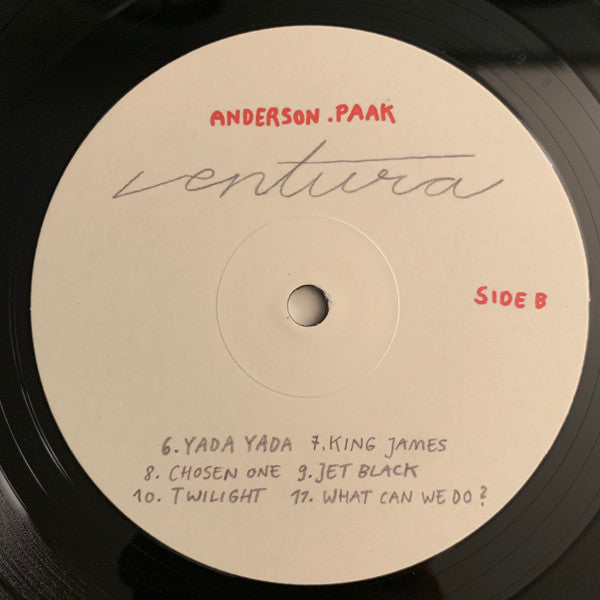 ANDERSON .PAAK
ventura
SIDE B
6. YADA YADA 7. KING JAMES
8. CHOSEN ONE 9. JET BLACK
10. TWILIGHT 11. WHAT CAN WE DO?